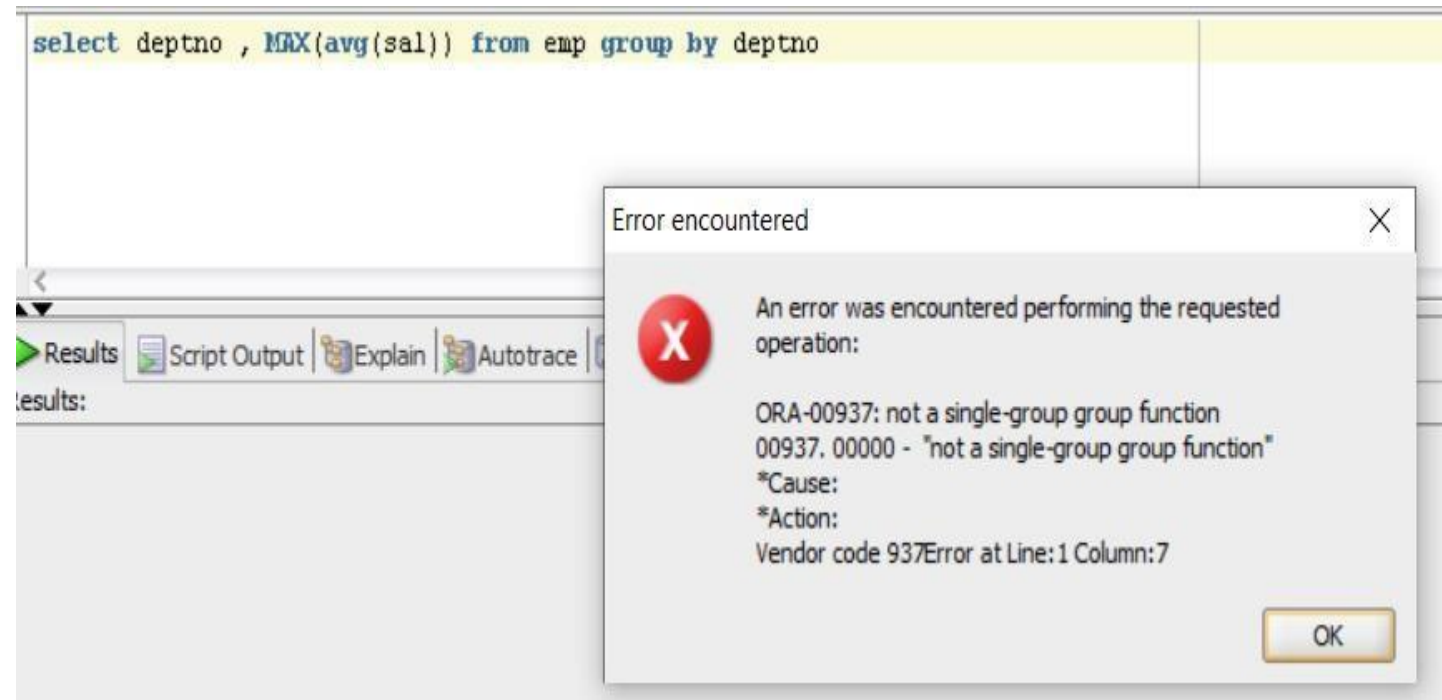 select deptno , MAX(avg(sal)) from emp group by deptno
Error encountered
An error was encountered performing the requested
operation:
ORA-00937: not a single-group group function
00937. 00000 - "not a single-group group function"
*Cause:
*Action:
Vendor code 937Error at Line:1 Column:7
OK
Results Script Output Explain Autotrace
esults: